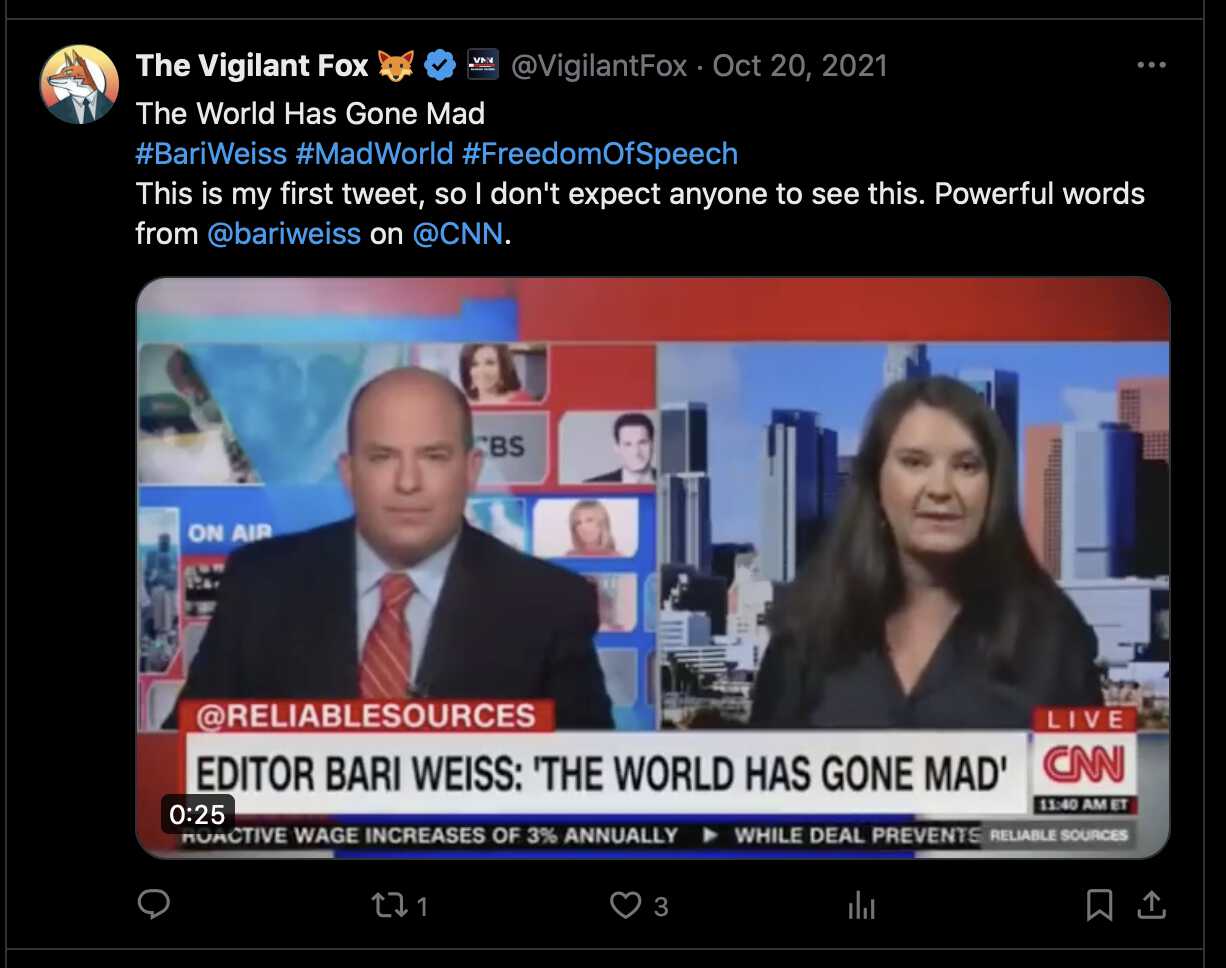 The Vigilant Fox 🦊 VNN @VigilantFox · Oct 20, 2021
The World Has Gone Mad
#BariWeiss #MadWorld #FreedomOfSpeech
This is my first tweet, so I don't expect anyone to see this. Powerful words
from @bariweiss on @CNN.
CBS
ON AIR
@RELIABLESOURCES
LIVE
EDITOR BARI WEISS: 'THE WORLD HAS GONE MAD'
CNN
11:40 AM ET
0:25
ROACTIVE WAGE INCREASES OF 3% ANNUALLY ▶ WHILE DEAL PREVENTS
RELIABLE SOURCES
1
3